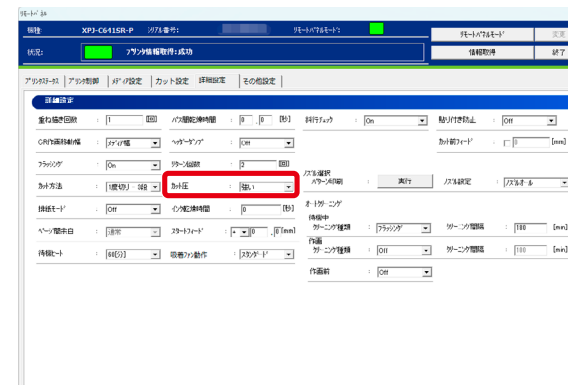 ﾘﾓｰﾄﾊﾟﾈﾙ
機種 XPJ-C641SR-P ｼﾘｱﾙ番号: ﾘﾓｰﾄﾊﾟﾈﾙﾓｰﾄﾞ: ﾘﾓｰﾄﾊﾟﾈﾙﾓｰﾄﾞ 変更
状況: ﾌﾟﾘﾝﾀ情報取得:成功 情報取得 終了
ﾌﾟﾘﾝﾀｽﾃｰﾀｽ ﾌﾟﾘﾝﾀ制御 ﾒﾃﾞｨｱ設定 カット設定 詳細設定 その他設定
詳細設定
重ね描き回数 : 1 [回] ﾊﾟｽ間乾燥時間 : 0 .0 [秒] 斜行ﾁｪｯｸ : On 貼り付き防止 : Off
CR作画移動幅 : ﾒﾃﾞｨｱ幅 ﾍｯﾄﾞｰﾀﾞﾝﾌﾟ : Off ｶｯﾄ前ﾌｨｰﾄﾞ : 0 [mm]
ﾌﾗｯｼﾝｸﾞ : On ﾘﾀｰﾝ回数 : 2 [回]
ﾉｽﾞﾙ選択
ｶｯﾄ方法 : 1度切り - 3段 ｶｯﾄ圧 : 強い ﾊﾟﾀｰﾝ印刷 : 実行 ﾉｽﾞﾙ設定 : ﾉｽﾞﾙｵｰﾙ
排紙ﾓｰﾄﾞ : Off ｲﾝｸ乾燥時間 : 0 [秒] ｵｰﾄｸﾘｰﾆﾝｸﾞ
待機中
ﾍﾟｰｼﾞ間余白 : 通常 ｽﾀｰﾄﾌｨｰﾄﾞ : + 0 .0 [mm] ｸﾘｰﾆﾝｸﾞ種類 : ﾌﾗｯｼﾝｸﾞ ｸﾘｰﾆﾝｸﾞ間隔 : 180 [min]
作画
待機ﾋｰﾄ : 60[分] 吸着ﾌｧﾝ動作 : ｽﾀﾝﾀﾞｰﾄﾞ ｸﾘｰﾆﾝｸﾞ種類 : Off ｸﾘｰﾆﾝｸﾞ間隔 : 180 [min]
作画前 : Off